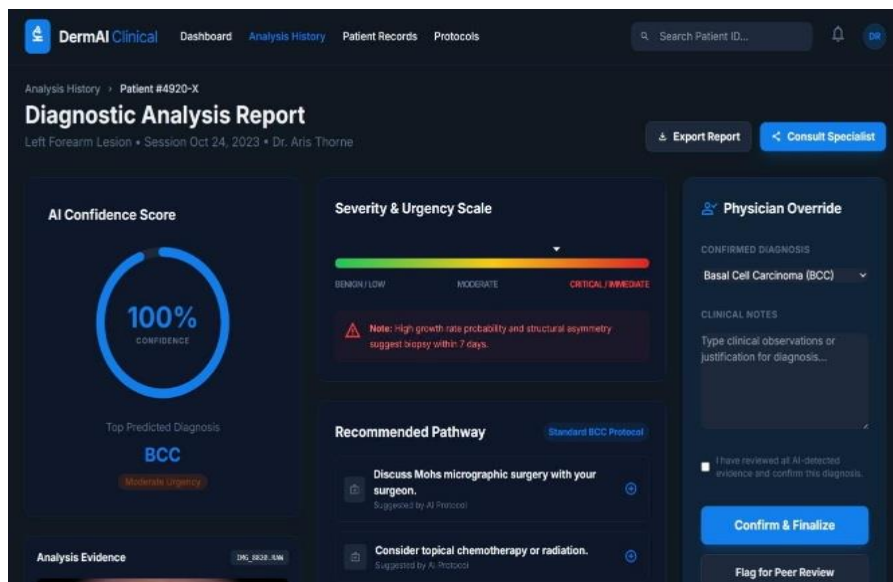 DermAI Clinical
Dashboard
Analysis History
Patient Records
Protocols
Search Patient ID...
DR
Analysis History › Patient #4920-X
Diagnostic Analysis Report
Left Forearm Lesion • Session Oct 24, 2023 • Dr. Aris Thorne
Export Report
Consult Specialist
AI Confidence Score
100%
CONFIDENCE
Top Predicted Diagnosis
BCC
Moderate Urgency
Analysis Evidence
IMG_8820.RAW
Severity & Urgency Scale
BENIGN / LOW
MODERATE
CRITICAL / IMMEDIATE
Note: High growth rate probability and structural asymmetry
suggest biopsy within 7 days.
Recommended Pathway
Standard BCC Protocol
Discuss Mohs micrographic surgery with your
surgeon.
Suggested by AI Protocol
Consider topical chemotherapy or radiation.
Suggested by AI Protocol
Physician Override
CONFIRMED DIAGNOSIS
Basal Cell Carcinoma (BCC)
CLINICAL NOTES
Type clinical observations or
justification for diagnosis...
I have reviewed all AI-detected
evidence and confirm this diagnosis.
Confirm & Finalize
Flag for Peer Review